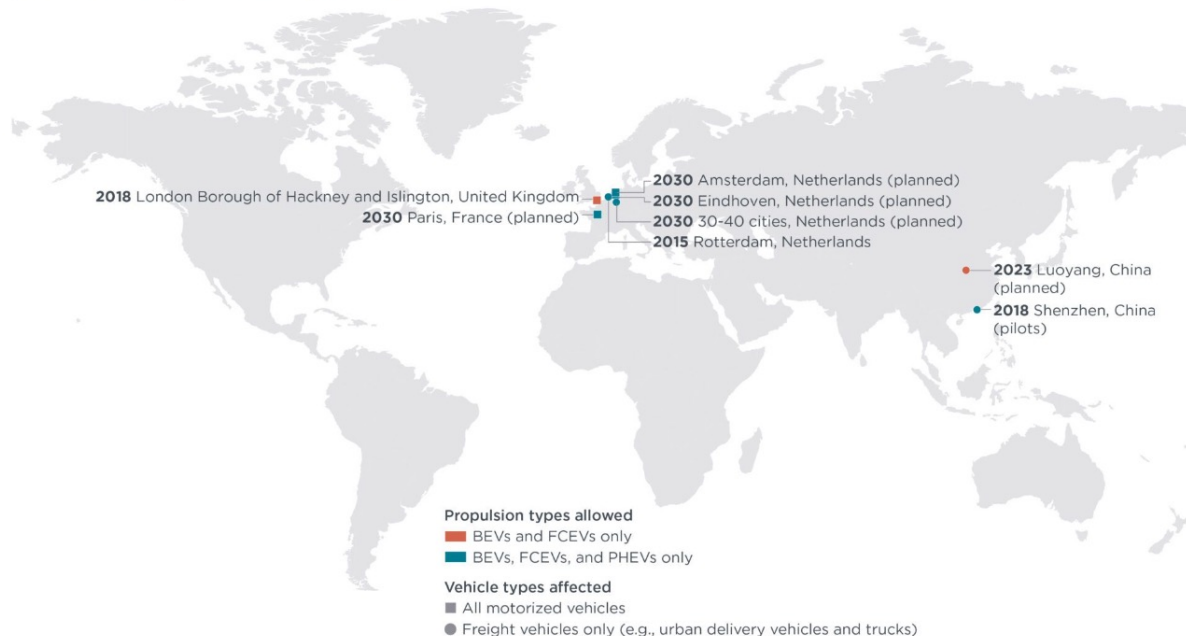 2018 London Borough of Hackney and Islington, United Kingdom
2030 Paris, France (planned)
2030 Amsterdam, Netherlands (planned)
2030 Eindhoven, Netherlands (planned)
2030 30-40 cities, Netherlands (planned)
2015 Rotterdam, Netherlands
2023 Luoyang, China
(planned)
2018 Shenzhen, China
(pilots)
Propulsion types allowed
BEVs and FCEVs only
BEVs, FCEVs, and PHEVs only
Vehicle types affected
All motorized vehicles
Freight vehicles only (e.g., urban delivery vehicles and trucks)